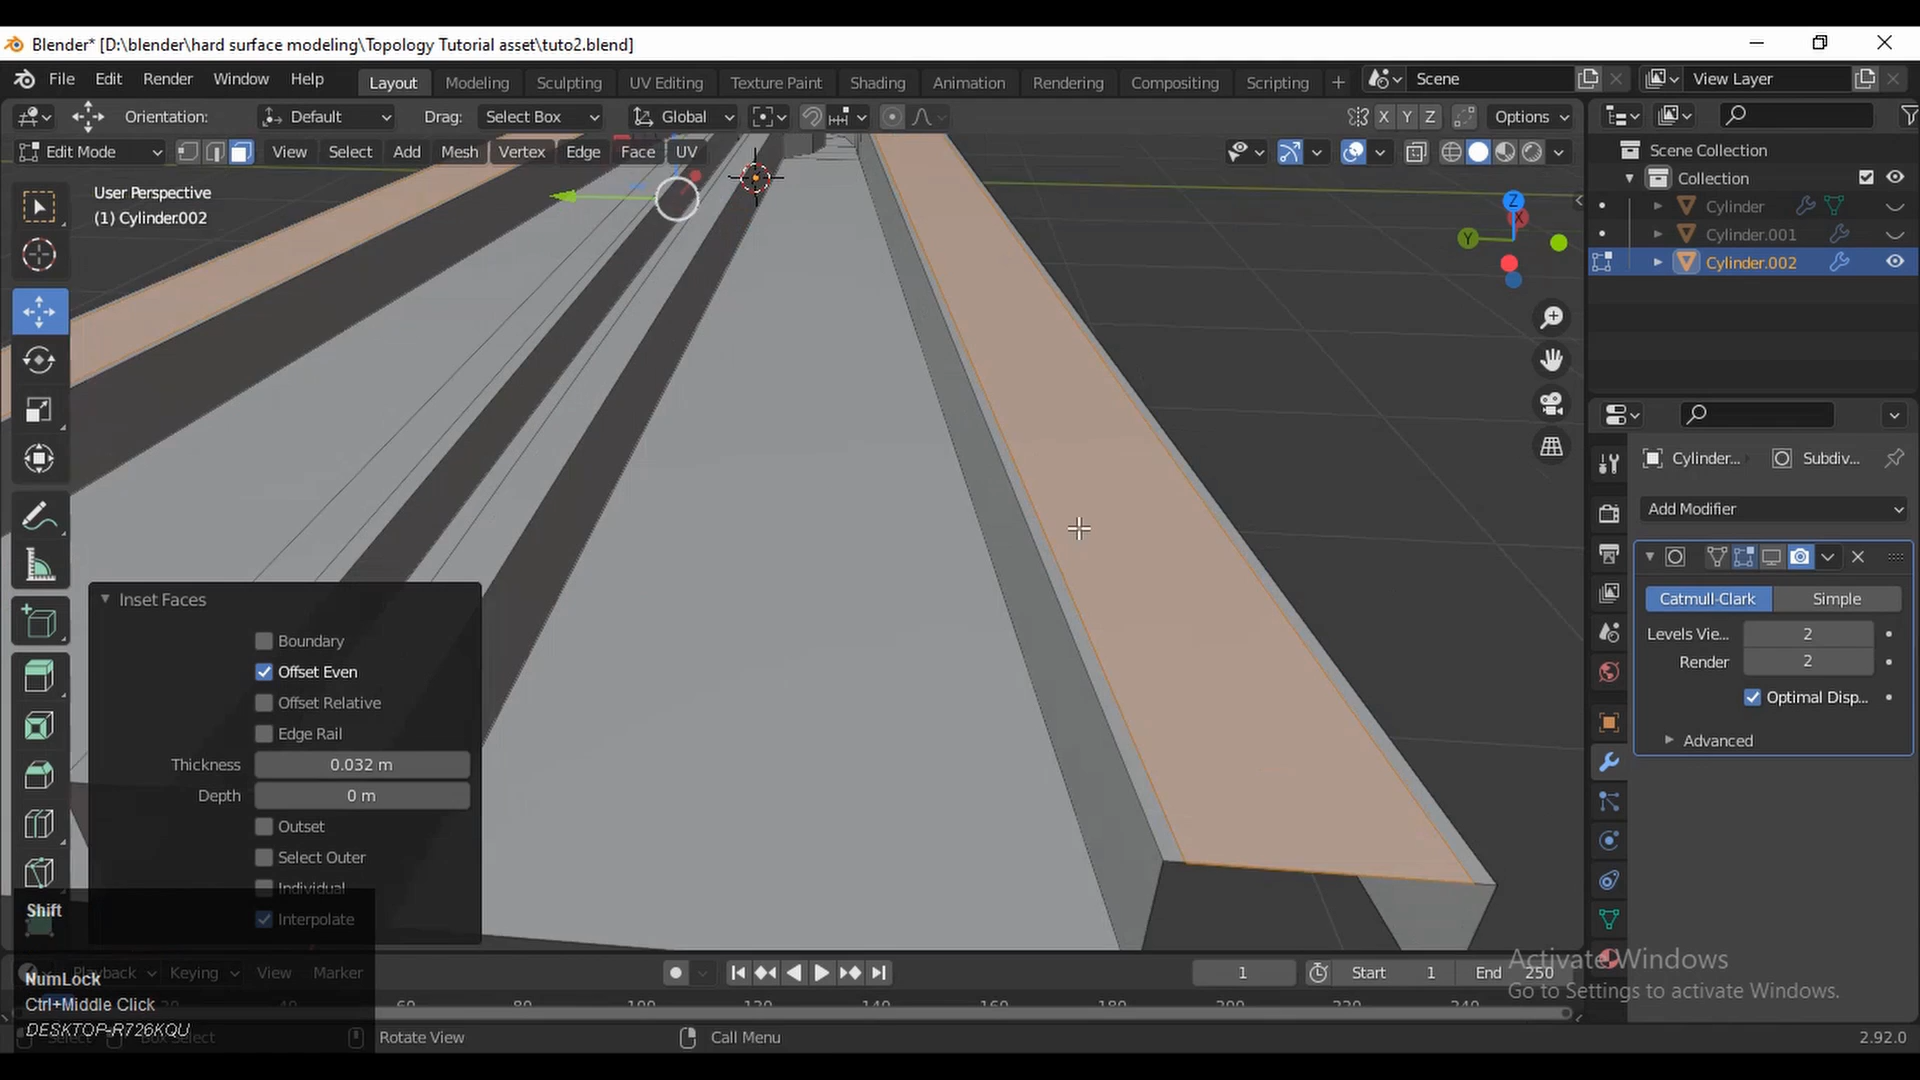 Blender* [D:\blender\hard surface modeling\Topology Tutorial asset\tuto2.blend]
File Edit Render Window Help Layout Modeling Sculpting UV Editing Texture Paint Shading Animation Rendering Compositing Scripting + Scene View Layer
Orientation: Default Drag: Select Box Global X Y Z Options
Edit Mode View Select Add Mesh Vertex Edge Face UV
User Perspective
(1) Cylinder.002
Z
X
Y
Scene Collection
Collection
Cylinder
Cylinder.001
Cylinder.002
Cylinder... Subdiv...
Add Modifier
Catmull-Clark Simple
Levels Vie... 2
Render 2
Optimal Disp...
Advanced
Inset Faces
Boundary
Offset Even
Offset Relative
Edge Rail
Thickness 0.032 m
Depth 0 m
Outset
Select Outer
Individual
Interpolate
Shift
NumLock
Ctrl+Middle Click
DESKTOP-R726KQU
Playback Keying View Marker 1 Start 1 End 250
Activate Windows
Go to Settings to activate Windows.
Select Box Select Rotate View Call Menu 2.92.0